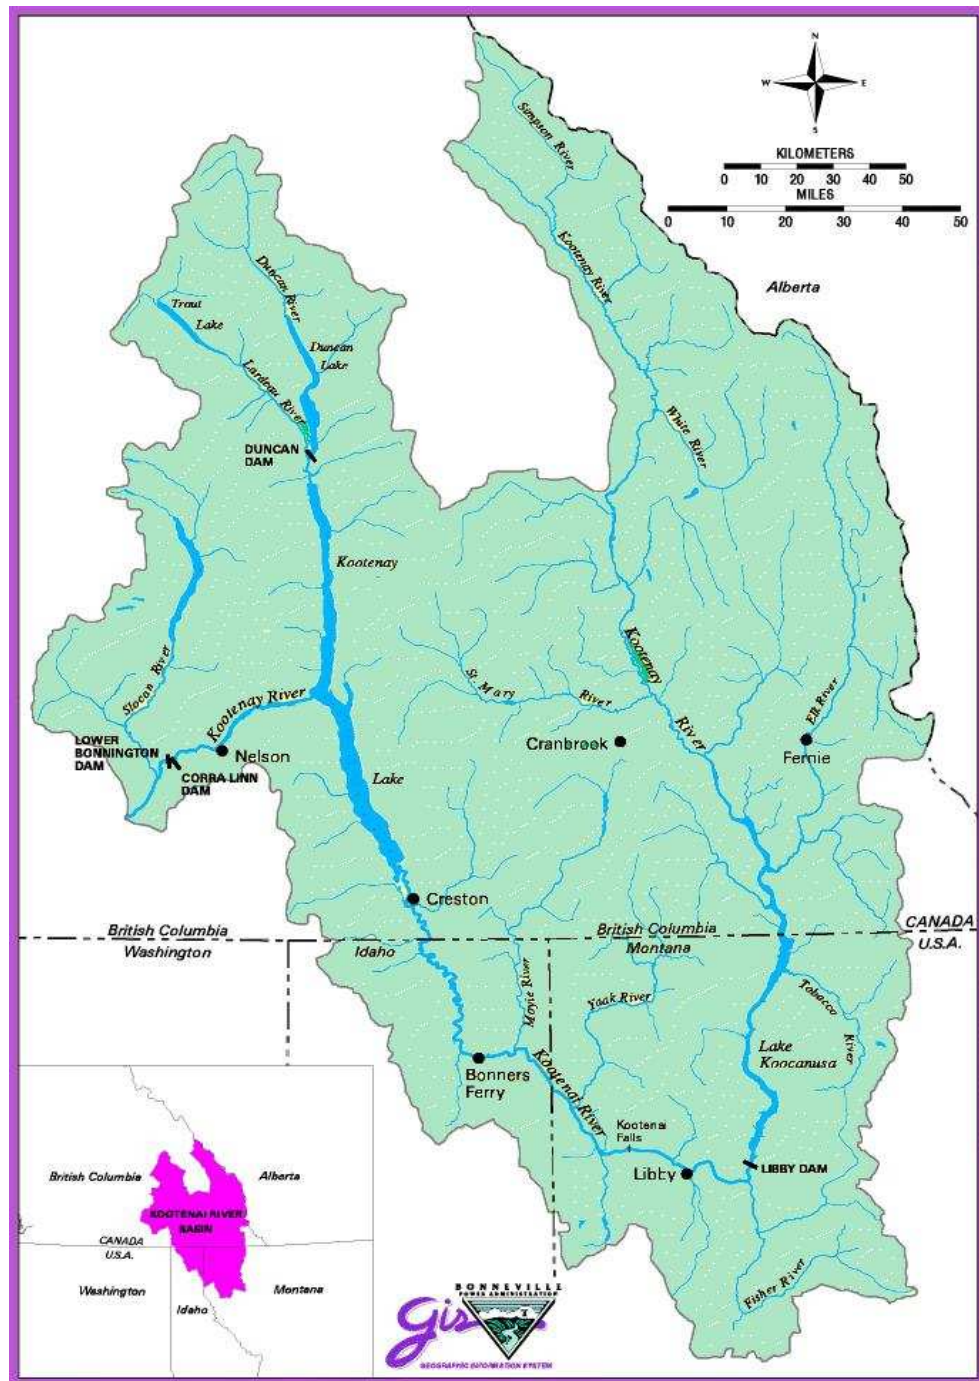 N
W E
S
KILOMETERS
0 10 20 30 40 50
MILES
0 10 20 30 40 50
Simpson River
Kootenay River
Alberta
Duncan River
Trout
Lake
Duncan
Lake
Lardeau River
White River
DUNCAN
DAM
Kootenay
Kootenay
River
Slocan River
St. Mary
River
Elk River
Kootenay River
LOWER
BONNINGTON
DAM
Nelson
Cranbrook
Fernie
CORRA LINN
DAM
Lake
Creston
British Columbia
Washington
Idaho
British Columbia
Montana
CANADA
U.S.A.
Moyie River
Yaak River
Tobacco
River
Lake
Koocanusa
Bonners
Ferry
Kootenai River
Kootenai
Falls
Libby
LIBBY DAM
Fisher River
British Columbia
Alberta
KOOTENAI RIVER
BASIN
CANADA
U.S.A.
Washington
Idaho
Montana
BONNEVILLE
POWER ADMINISTRATION
Gis
GEOGRAPHIC INFORMATION SYSTEM